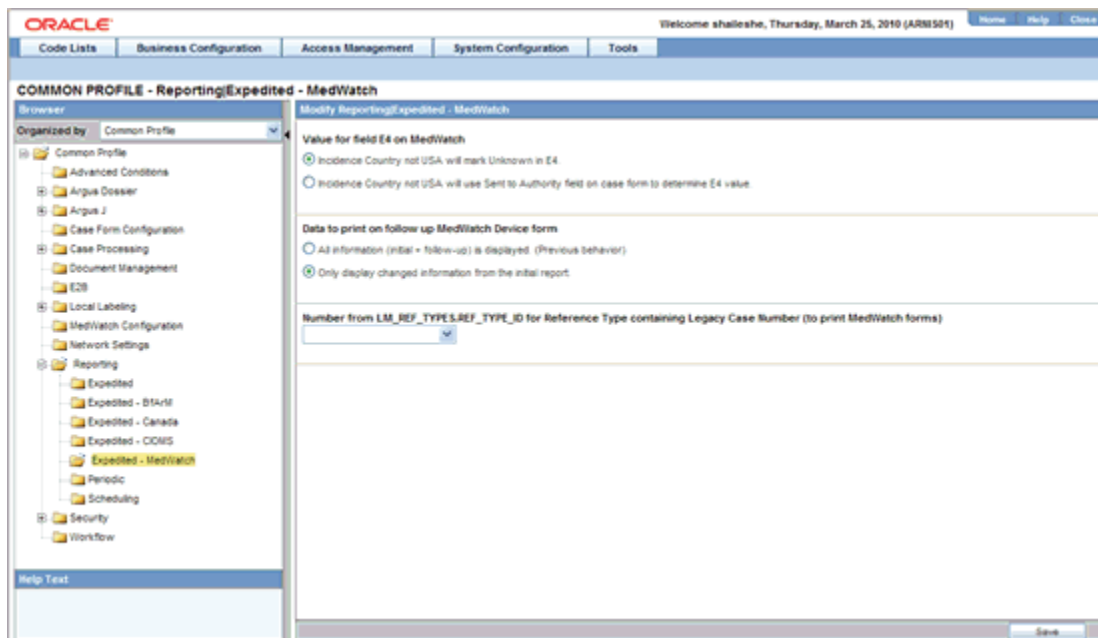 ORACLE
Welcome shaileshe, Thursday, March 25, 2010 (ARMIS01)
Home Help Close
Code Lists Business Configuration Access Management System Configuration Tools
COMMON PROFILE - Reporting|Expedited - MedWatch
Browser
Organized by Common Profile
Common Profile
Advanced Conditions
Argus Dossier
Argus J
Case Form Configuration
Case Processing
Document Management
E2B
Local Labeling
MedWatch Configuration
Network Settings
Reporting
Expedited
Expedited - BfArM
Expedited - Canada
Expedited - CIOMS
Expedited - MedWatch
Periodic
Scheduling
Security
Workflow
Help Text
Modify Reporting|Expedited - MedWatch
Value for field E4 on MedWatch
Incidence Country not USA will mark Unknown in E4.
Incidence Country not USA will use Sent to Authority field on case form to determine E4 value.
Data to print on follow up MedWatch Device form
All information (initial + follow-up) is displayed. (Previous behavior)
Only display changed information from the initial report.
Number from LM_REF_TYPES.REF_TYPE_ID for Reference Type containing Legacy Case Number (to print MedWatch forms)
Save